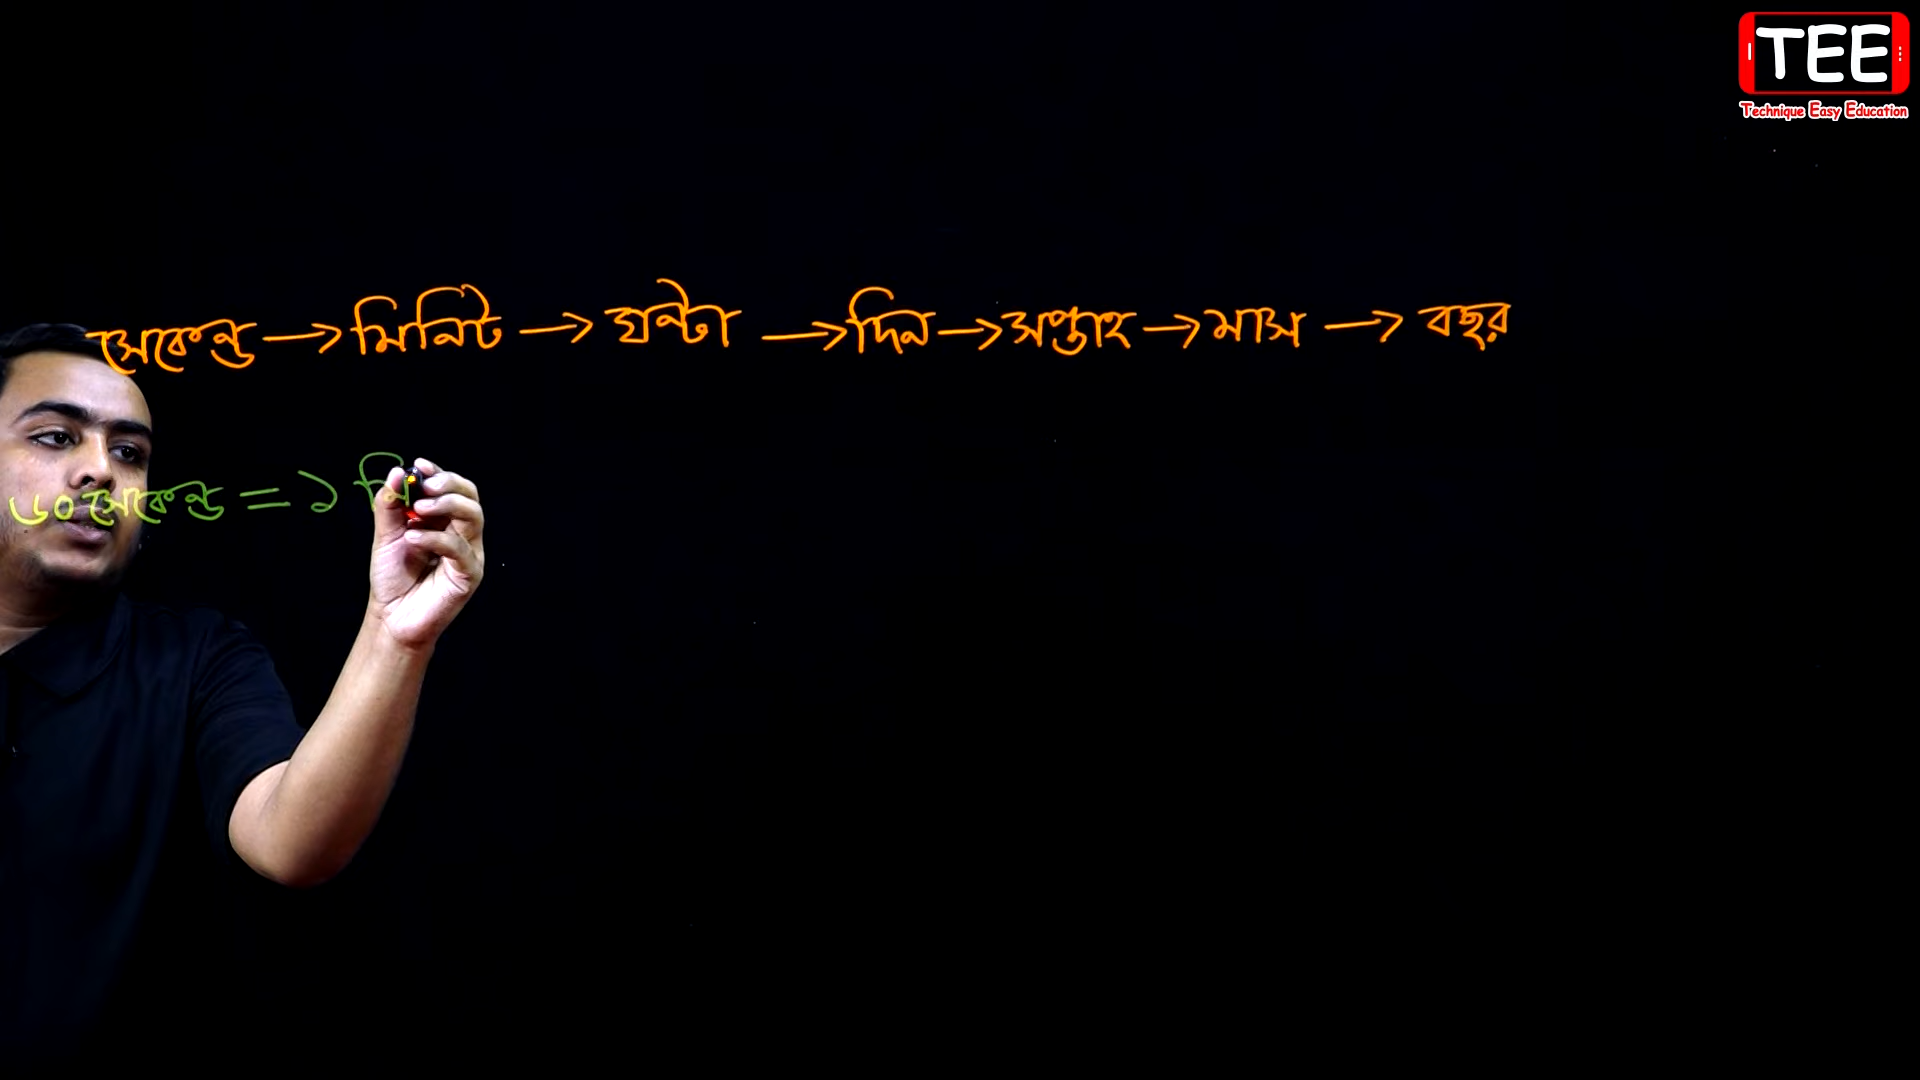 TEE
Technique Easy Education
সেকেন্ড → মিনিট → ঘন্টা → দিন → সপ্তাহ → মাস → বছর
৬০ সেকেন্ড = ১ মি